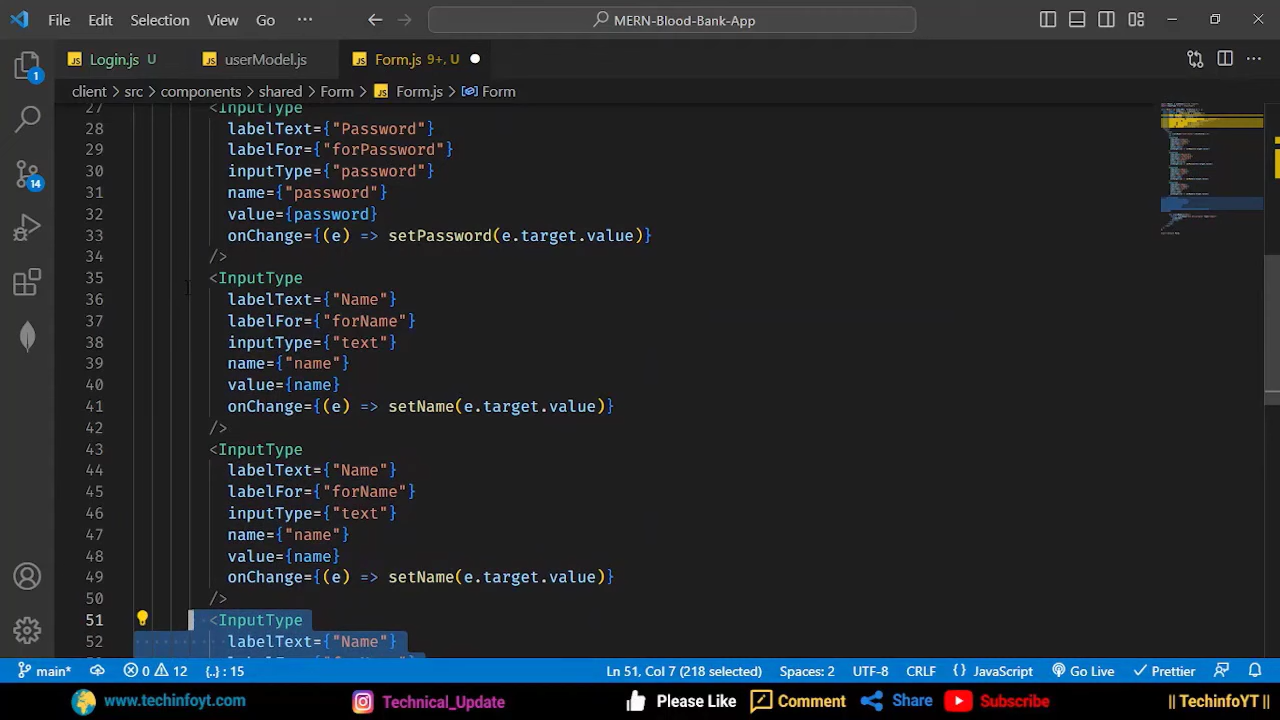 File Edit Selection View Go ··· MERN-Blood-Bank-App
JS Login.js U JS userModel.js JS Form.js 9+, U
client > src > components > shared > Form > JS Form.js > Form
27 <InputType
28 labelText={"Password"}
29 labelFor={"forPassword"}
30 inputType={"password"}
31 name={"password"}
32 value={password}
33 onChange={(e) => setPassword(e.target.value)}
34 />
35 <InputType
36 labelText={"Name"}
37 labelFor={"forName"}
38 inputType={"text"}
39 name={"name"}
40 value={name}
41 onChange={(e) => setName(e.target.value)}
42 />
43 <InputType
44 labelText={"Name"}
45 labelFor={"forName"}
46 inputType={"text"}
47 name={"name"}
48 value={name}
49 onChange={(e) => setName(e.target.value)}
50 />
51 <InputType
52 labelText={"Name"}
1
14
main* 0 12 {..} : 15 Ln 51, Col 7 (218 selected) Spaces: 2 UTF-8 CRLF {} JavaScript Go Live Prettier
www.techinfoyt.com Technical_Update Please Like Comment Share Subscribe || TechinfoYT ||